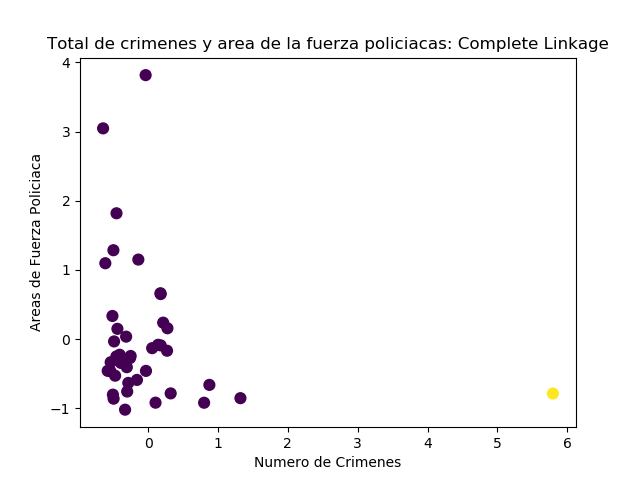 Total de crimenes y area de la fuerza policiacas: Complete Linkage
4
3
2
1
0
−1
Areas de Fuerza Policiaca
0 1 2 3 4 5 6
Numero de Crimenes